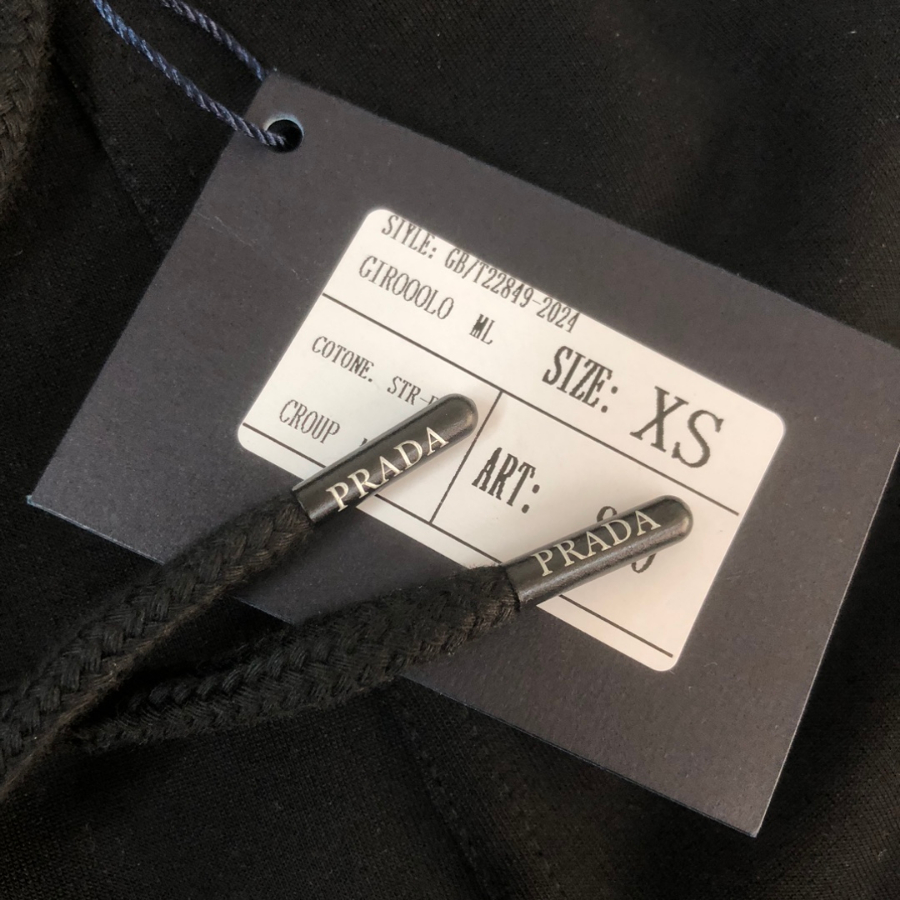 STYLE: GB/T22849-2024
GIROOOLO ML
SIZE: XS
COTONE. STR-
CROUP
ART:
PRADA
PRADA